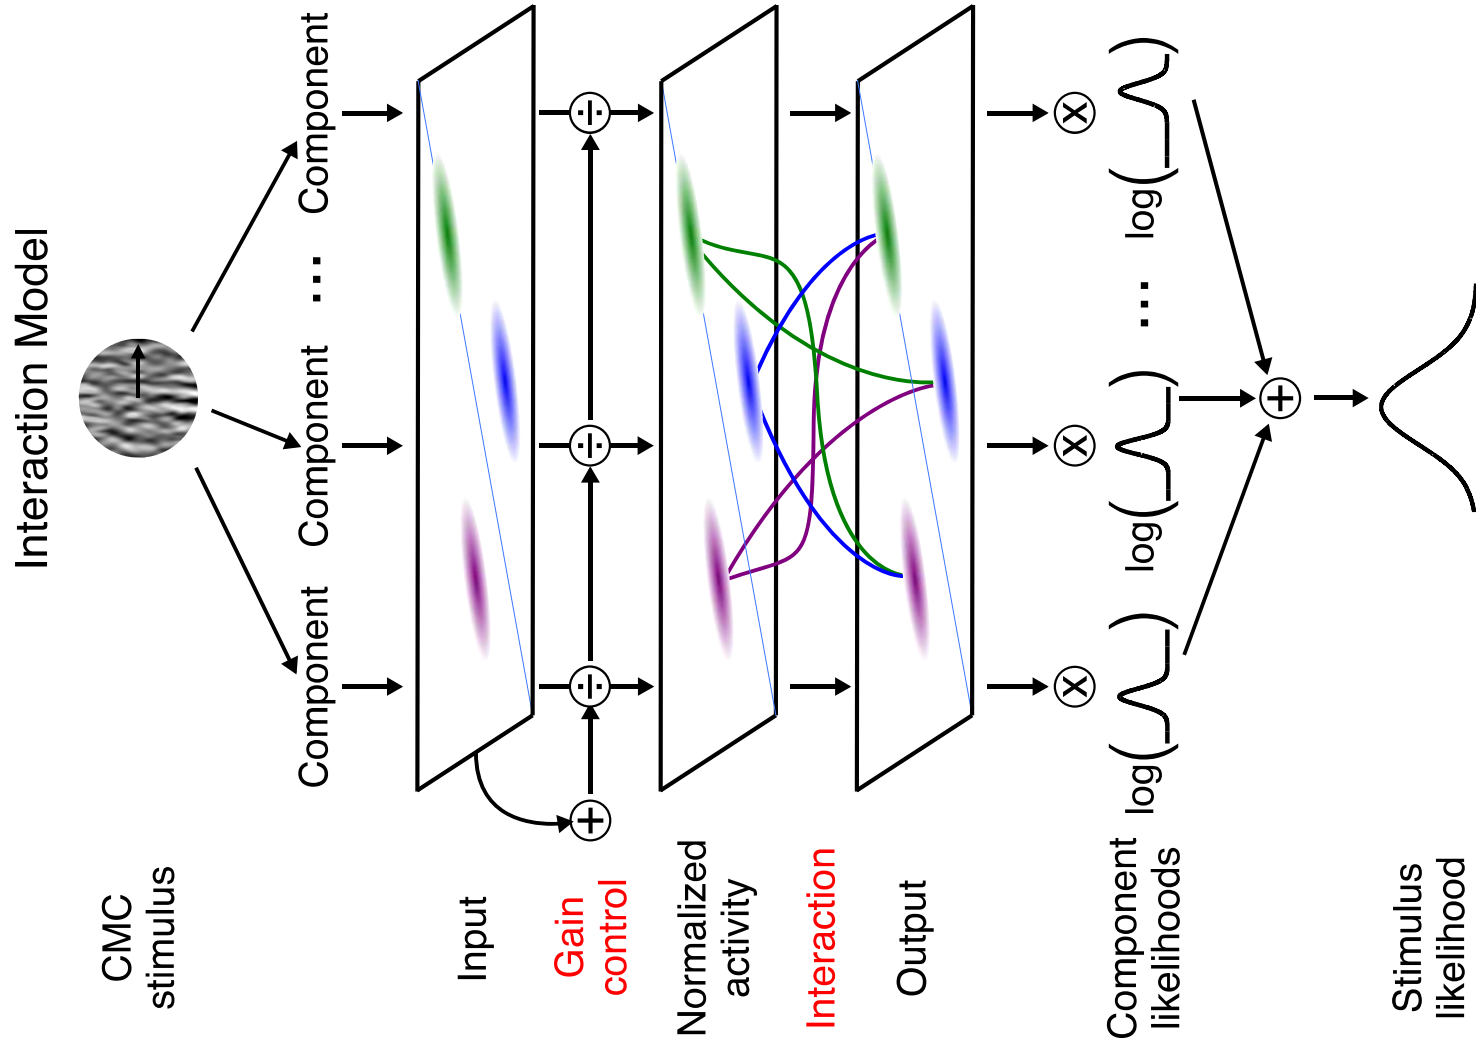 Interaction Model
CMC
stimulus
Component
Component
...
Component
Input
Gain
control
+
÷
÷
÷
Normalized
activity
Interaction
Output
x
x
x
Component
likelihoods
log( )
log( )
...
log( )
+
Stimulus
likelihood